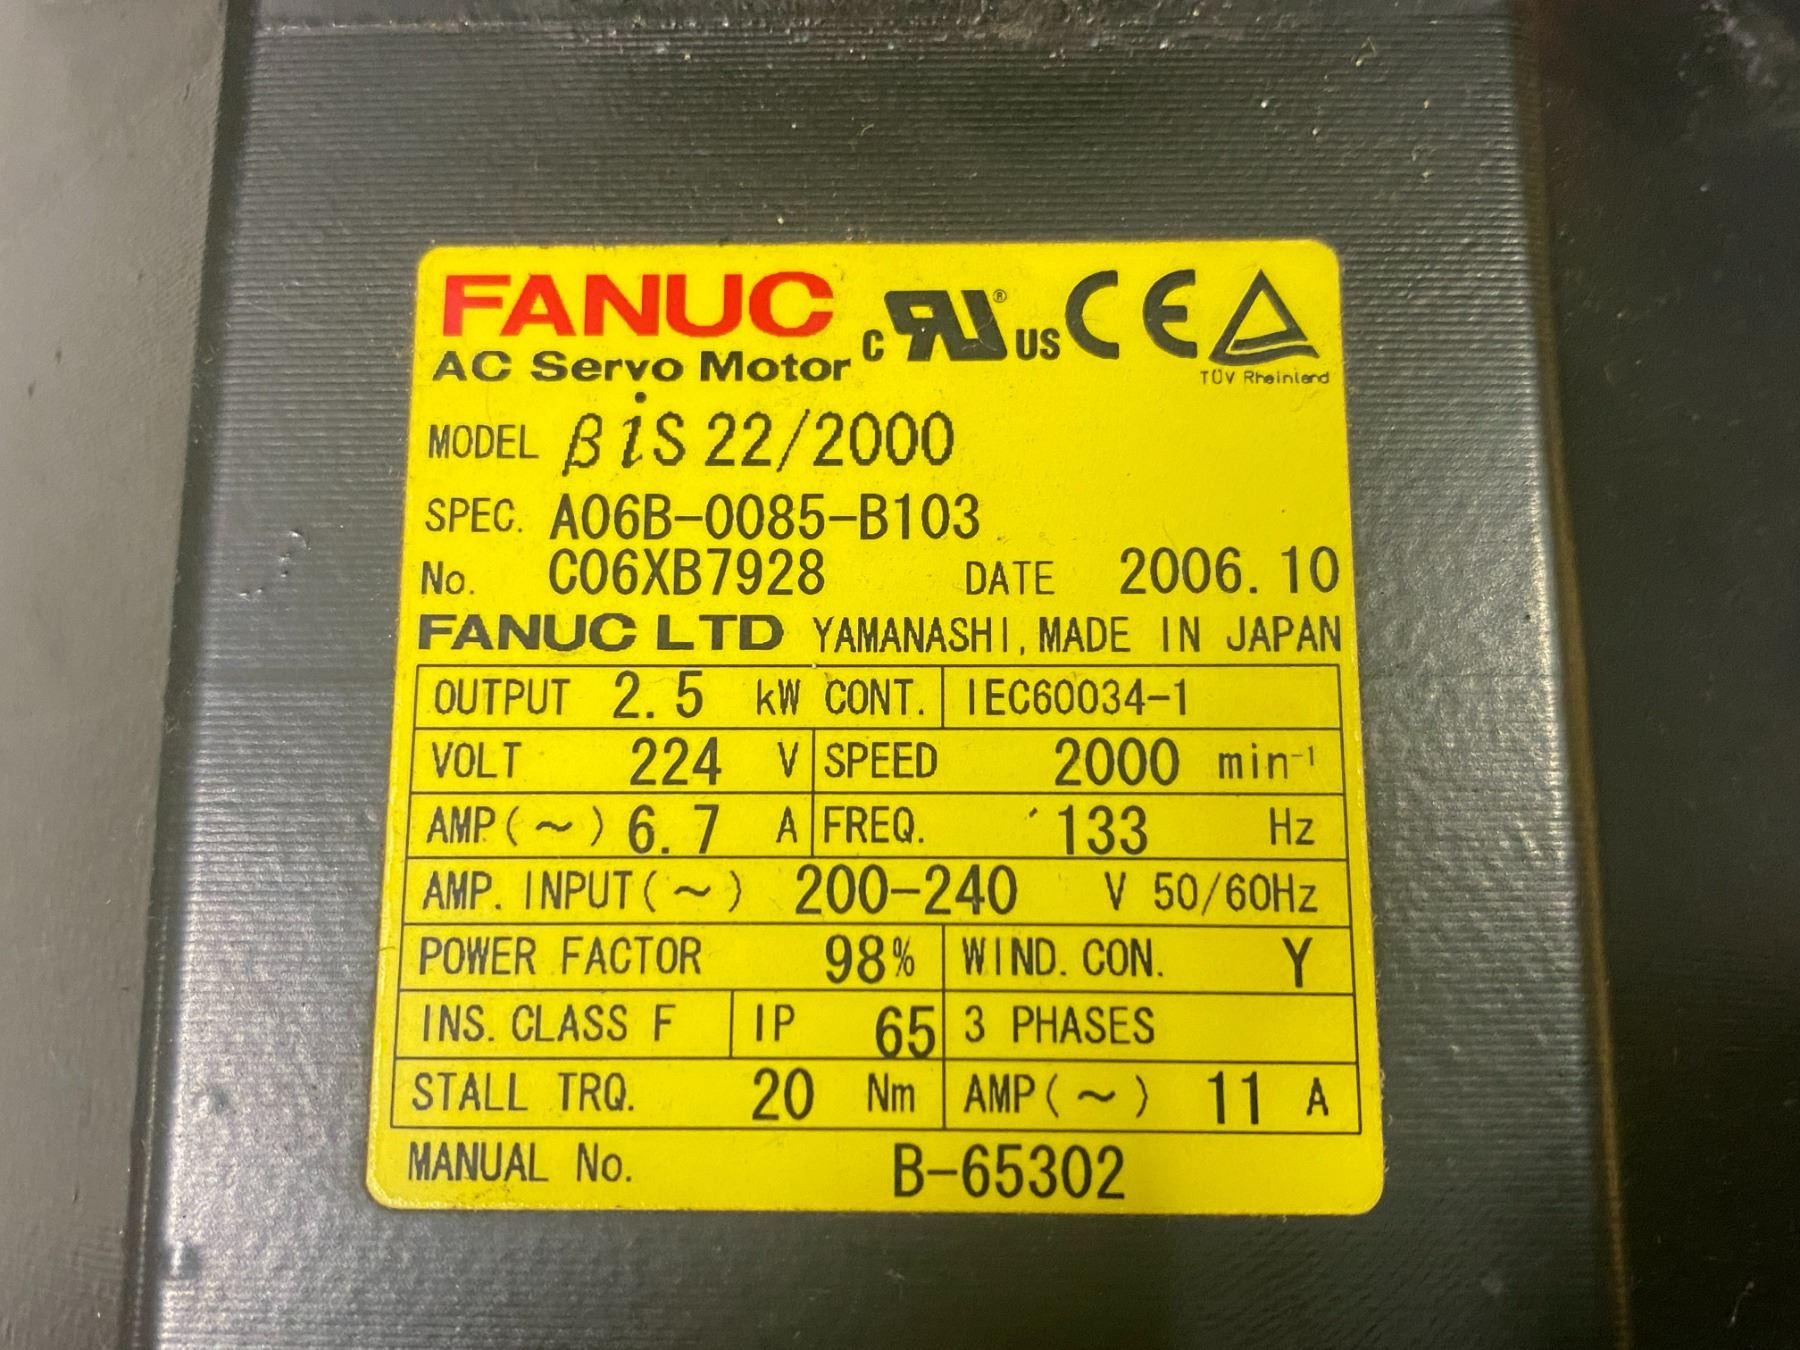 FANUC
c RU ® US CE
AC Servo Motor
TÜV Rheinland
MODEL βiS 22/2000
SPEC. A06B-0085-B103
No. C06XB7928 DATE 2006.10
FANUC LTD YAMANASHI, MADE IN JAPAN
OUTPUT 2.5 kW CONT. IEC60034-1
VOLT 224 V SPEED 2000 min⁻¹
AMP(~) 6.7 A FREQ. 133 Hz
AMP. INPUT(~) 200-240 V 50/60Hz
POWER FACTOR 98% WIND. CON. Y
INS. CLASS F IP 65 3 PHASES
STALL TRQ. 20 Nm AMP(~) 11 A
MANUAL No. B-65302